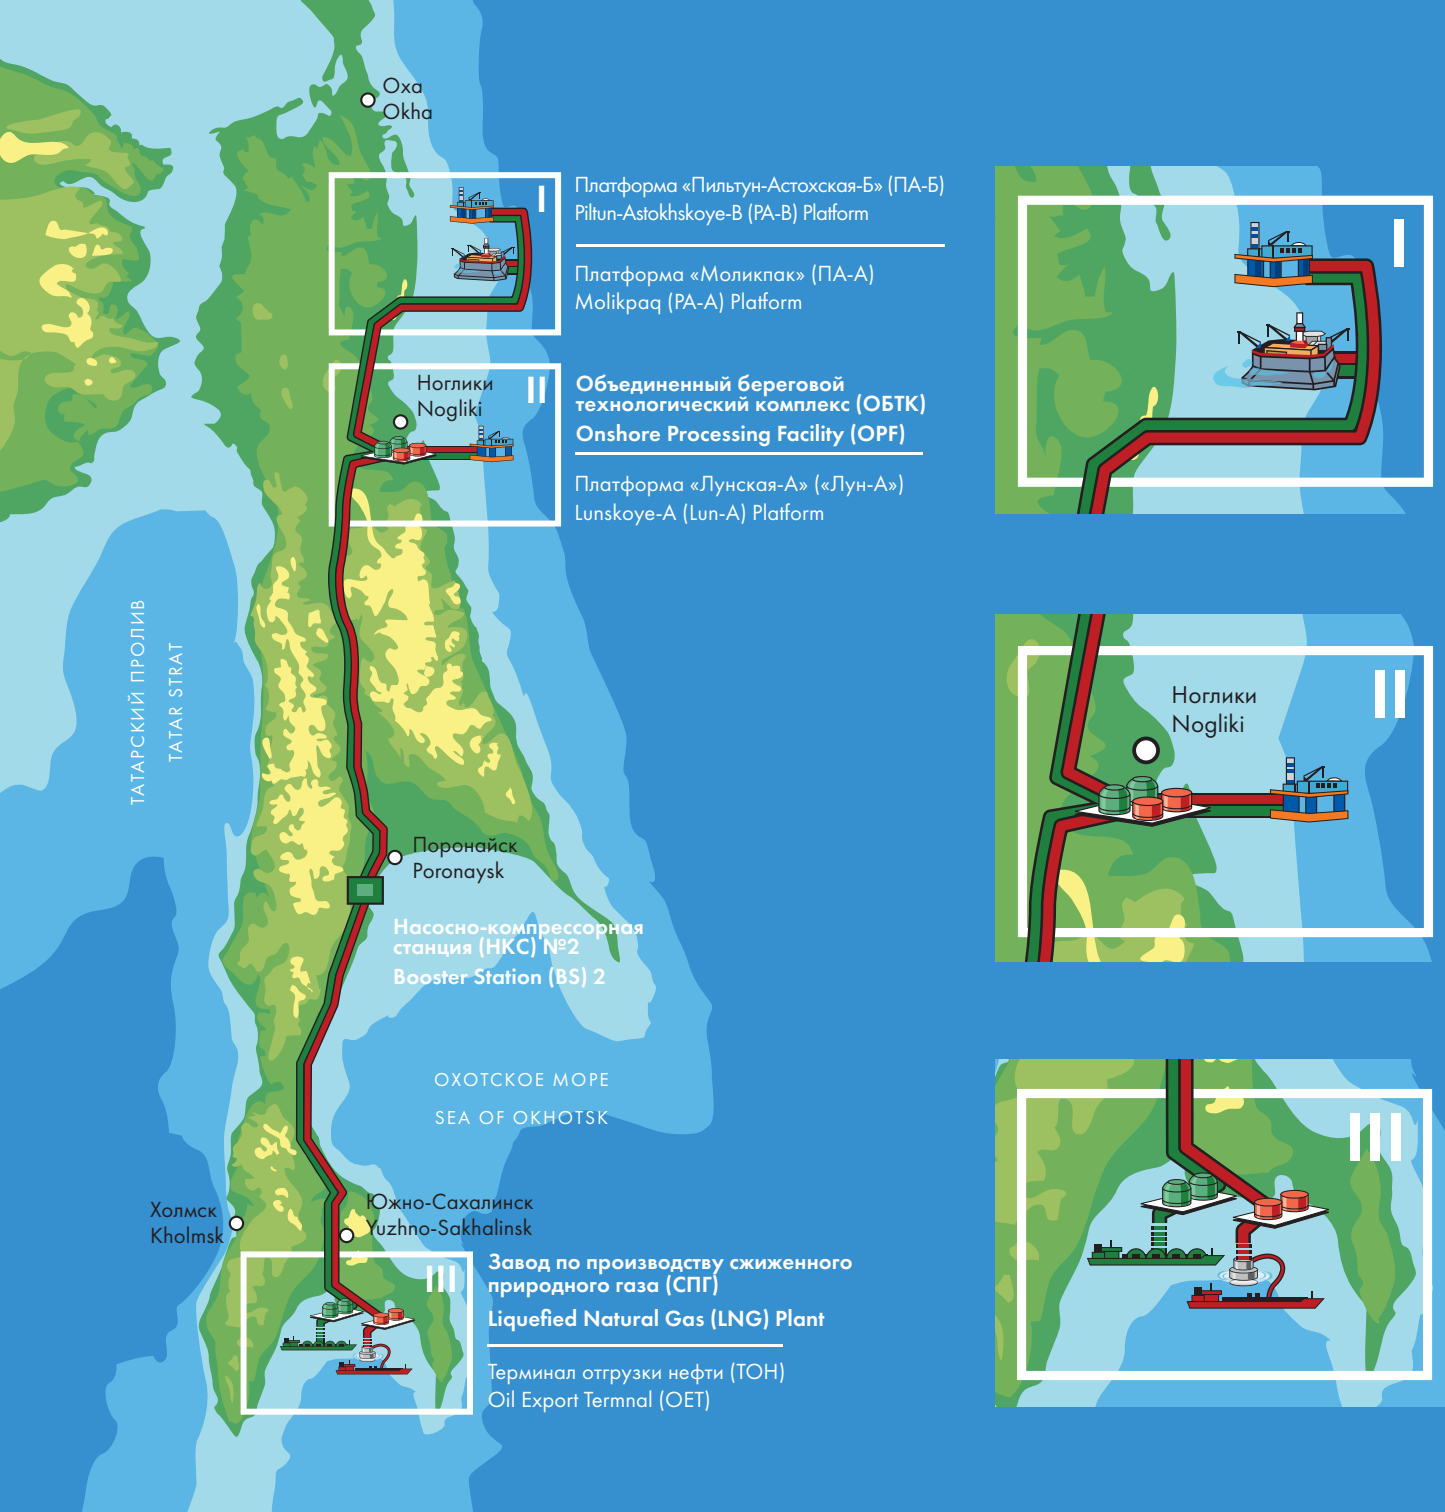 Оха
Okha
I
Платформа «Пильтун-Астохская-Б» (ПА-Б)
Piltun-Astokhskoye-B (PA-B) Platform
Платформа «Моликпак» (ПА-А)
Molikpaq (PA-A) Platform
I
Ноглики
Nogliki
II
Объединенный береговой
технологический комплекс (ОБТК)
Onshore Processing Facility (OPF)
Платформа «Лунская-А» («Лун-А»)
Lunskoye-A (Lun-A) Platform
ТАТАРСКИЙ ПРОЛИВ
TATAR STRAT
Ноглики
Nogliki
II
Поронайск
Poronaysk
Насосно-компрессорная
станция (НКС) №2
Booster Station (BS) 2
ОХОТСКОЕ МОРЕ
SEA OF OKHOTSK
III
Холмск
Kholmsk
Южно-Сахалинск
Yuzhno-Sakhalinsk
III
Завод по производству сжиженного
природного газа (СПГ)
Liquefied Natural Gas (LNG) Plant
Терминал отгрузки нефти (ТОН)
Oil Export Termnal (OET)